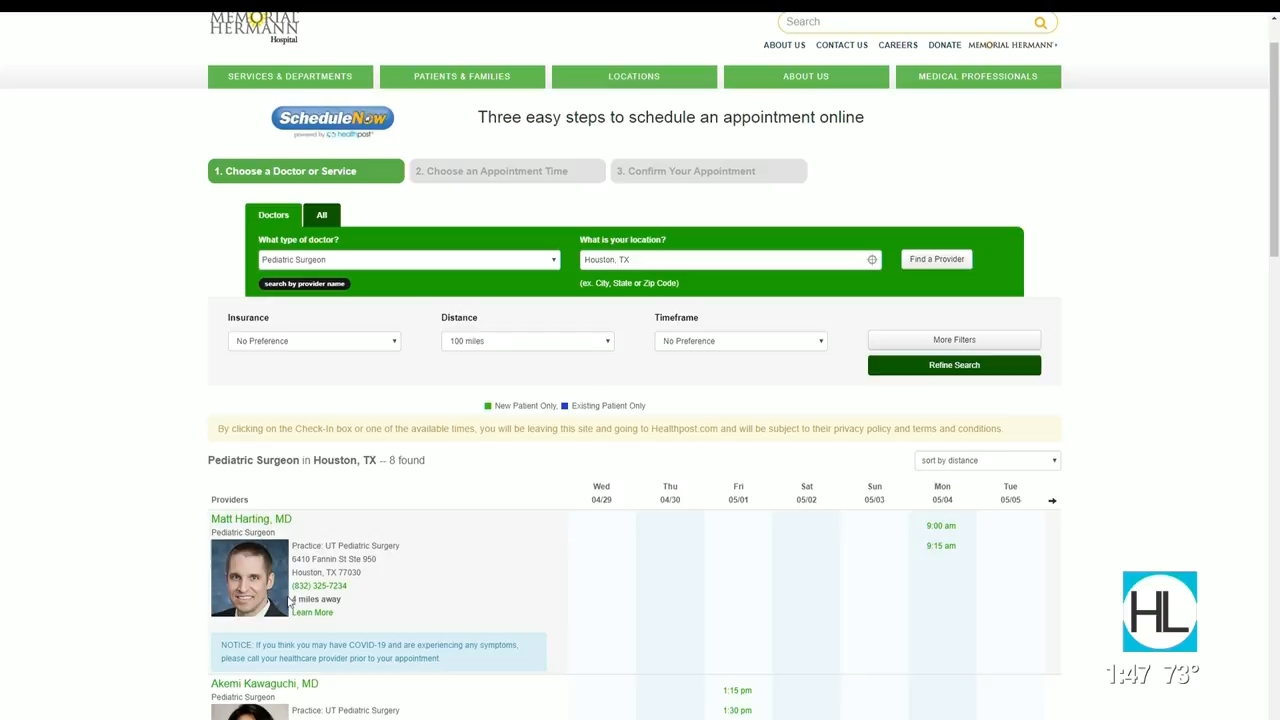 MEMORIAL
HERMANN
Hospital
Search
ABOUT US CONTACT US CAREERS DONATE MEMORIAL HERMANN
SERVICES & DEPARTMENTS PATIENTS & FAMILIES LOCATIONS ABOUT US MEDICAL PROFESSIONALS
ScheduleNow
powered by healthpost
Three easy steps to schedule an appointment online
1. Choose a Doctor or Service 2. Choose an Appointment Time 3. Confirm Your Appointment
Doctors All
What type of doctor? What is your location?
Pediatric Surgeon Houston, TX Find a Provider
search by provider name (ex. City, State or Zip Code)
Insurance Distance Timeframe
No Preference 100 miles No Preference More Filters
Refine Search
New Patient Only, Existing Patient Only
By clicking on the Check-In box or one of the available times, you will be leaving this site and going to Healthpost.com and will be subject to their privacy policy and terms and conditions.
Pediatric Surgeon in Houston, TX -- 8 found sort by distance
Wed Thu Fri Sat Sun Mon Tue
Providers 04/29 04/30 05/01 05/02 05/03 05/04 05/05
Matt Harting, MD 9:00 am
Pediatric Surgeon
Practice: UT Pediatric Surgery 9:15 am
6410 Fannin St Ste 950
Houston, TX 77030
(832) 325-7234
4 miles away
Learn More
NOTICE: If you think you may have COVID-19 and are experiencing any symptoms,
please call your healthcare provider prior to your appointment.
Akemi Kawaguchi, MD 1:15 pm
Pediatric Surgeon
Practice: UT Pediatric Surgery 1:30 pm
HL
1:47 73°